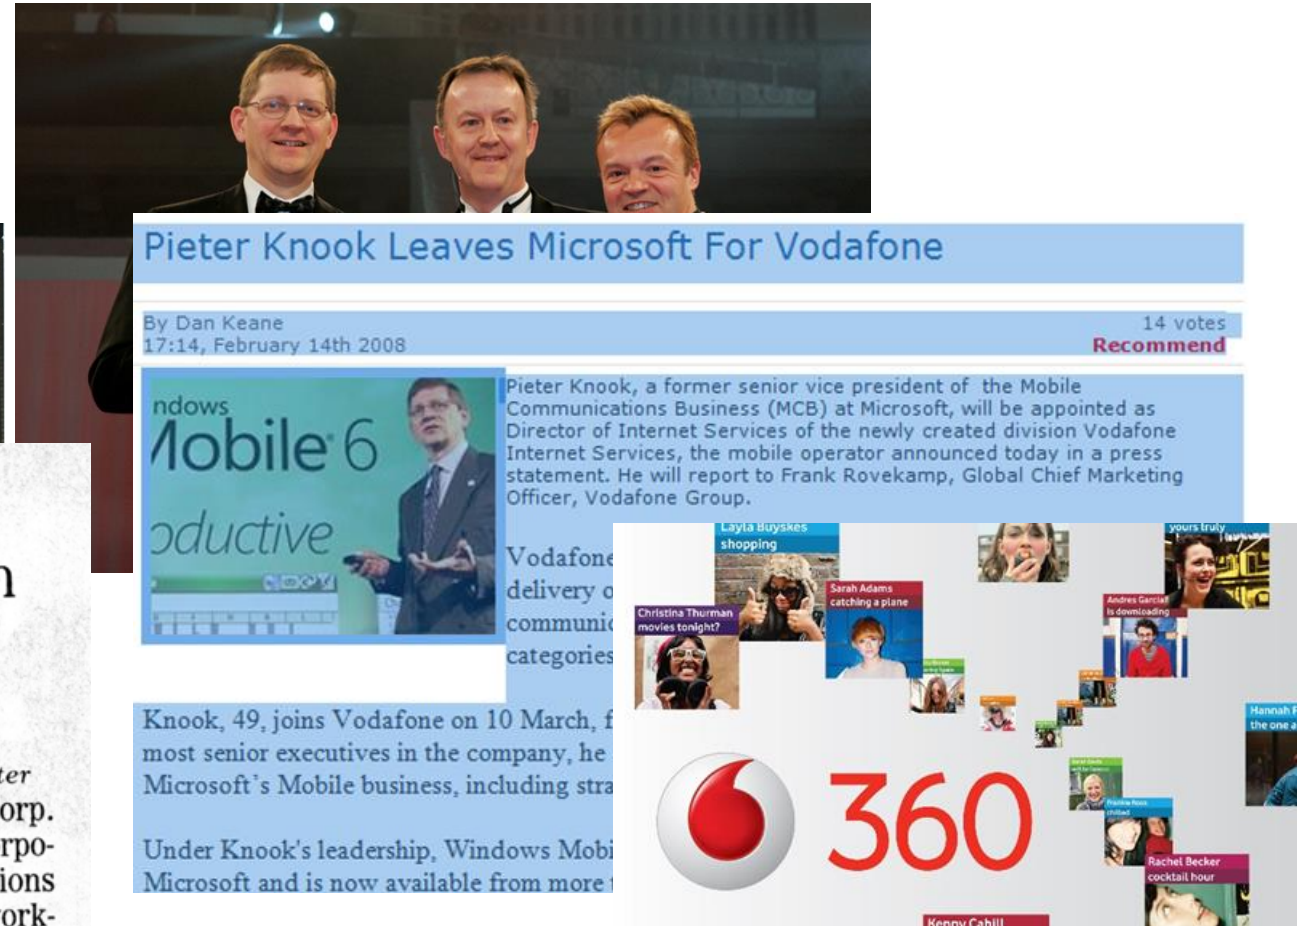 Pieter Knook Leaves Microsoft For Vodafone
By Dan Keane
14 votes
17:14, February 14th 2008
Recommend
ndows
Mobile 6
oductive
Pieter Knook, a former senior vice president of the Mobile
Communications Business (MCB) at Microsoft, will be appointed as
Director of Internet Services of the newly created division Vodafone
Internet Services, the mobile operator announced today in a press
statement. He will report to Frank Rovekamp, Global Chief Marketing
Officer, Vodafone Group.
Vodafone
delivery o
communic
categories
Knook, 49, joins Vodafone on 10 March, f
most senior executives in the company, he
Microsoft's Mobile business, including stra
Under Knook's leadership, Windows Mobi
Microsoft and is now available from more
n
ter
orp.
rpo-
ions
ork-
Layla Buyskes
shopping
yours truly
Sarah Adams
catching a plane
Christina Thurman
movies tonight?
Andres Garcia
is downloading
Hannah
the one a
360
Rachel Becker
cocktail hour
Kenny Cahill